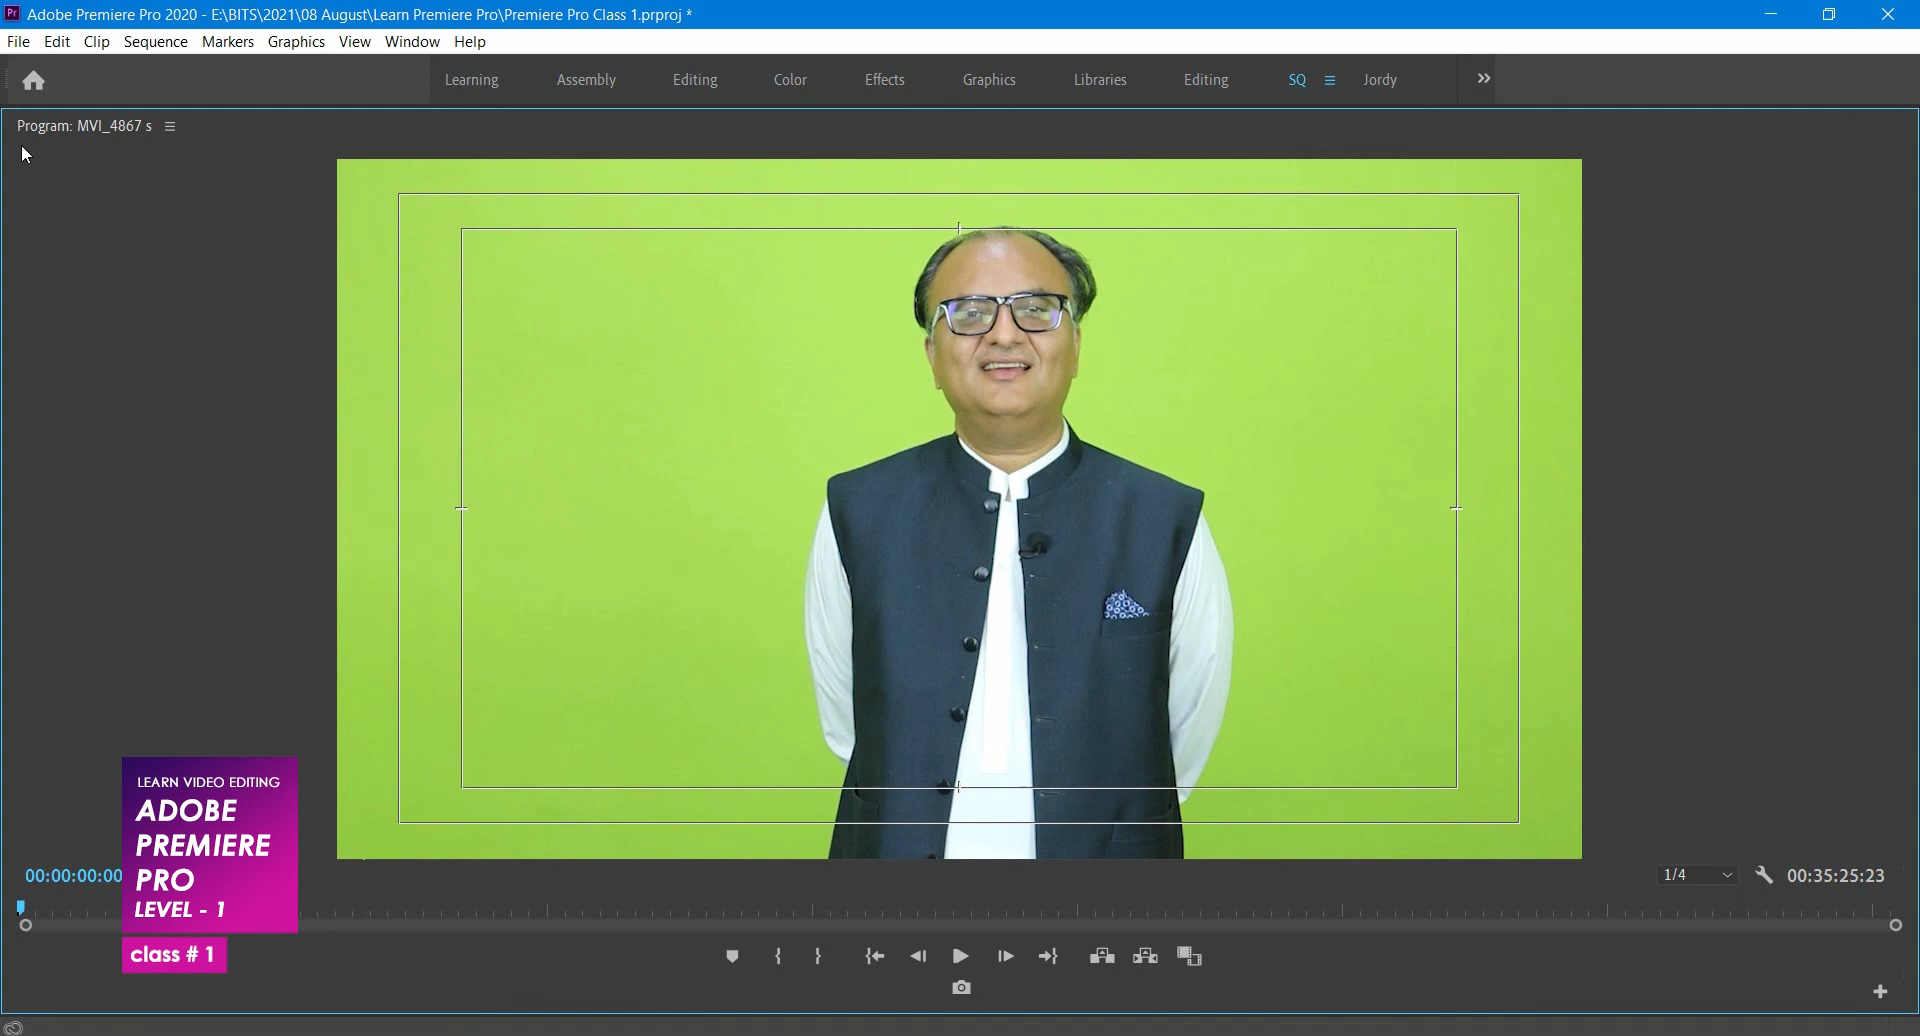 Adobe Premiere Pro 2020 - E:\BITS\2021\08 August\Learn Premiere Pro\Premiere Pro Class 1.prproj *
File Edit Clip Sequence Markers Graphics View Window Help
Learning Assembly Editing Color Effects Graphics Libraries Editing SQ Jordy
Program: MVI_4867 s
LEARN VIDEO EDITING
ADOBE
PREMIERE
PRO
LEVEL - 1
class # 1
00:00:00:00
1/4 00:35:25:23